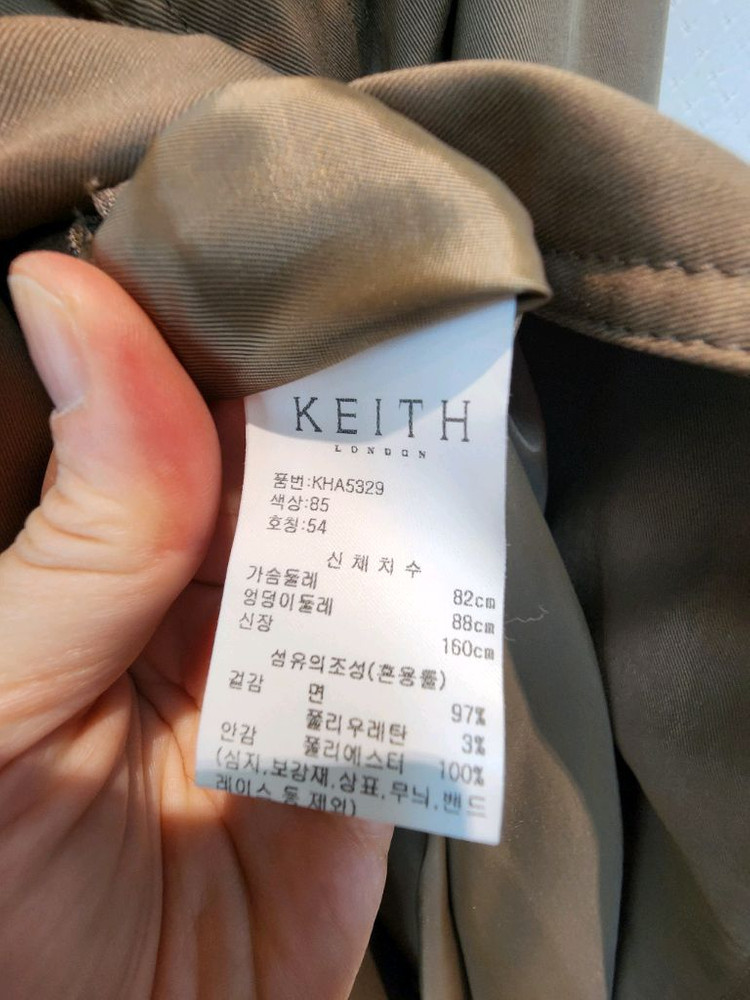 KEITH
LONDON
품번:KHA5329
색상:85
호칭:54
신체치수
가슴둘레 82cm
엉덩이둘레 88cm
신장 160cm
섬유의조성(혼용률)
겉감 면 97%
폴리우레탄 3%
안감 폴리에스터 100%
(심지,보강재,상표,무늬,밴드
레이스 등 제외)